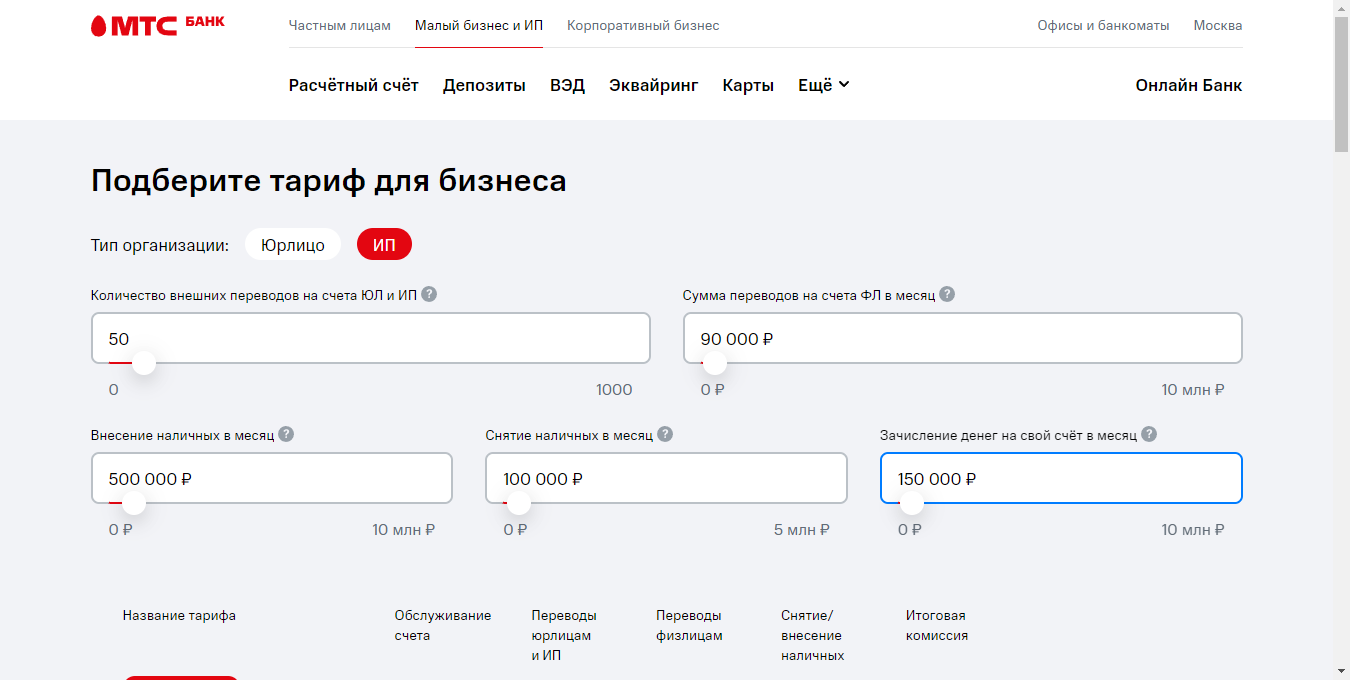 МТС БАНК
Частным лицам Малый бизнес и ИП Корпоративный бизнес Офисы и банкоматы Москва
Расчётный счёт Депозиты ВЭД Эквайринг Карты Ещё Онлайн Банк
Подберите тариф для бизнеса
Тип организации: Юрлицо ИП
Количество внешних переводов на счета ЮЛ и ИП ? Сумма переводов на счета ФЛ в месяц ?
50 90 000 ₽
0 1000 0 ₽ 10 млн ₽
Внесение наличных в месяц ? Снятие наличных в месяц ? Зачисление денег на свой счёт в месяц ?
500 000 ₽ 100 000 ₽ 150 000 ₽
0 ₽ 10 млн ₽ 0 ₽ 5 млн ₽ 0 ₽ 10 млн ₽
Название тарифа Обслуживание Переводы Переводы Снятие/ Итоговая
счета юрлицам физлицам внесение комиссия
и ИП наличных